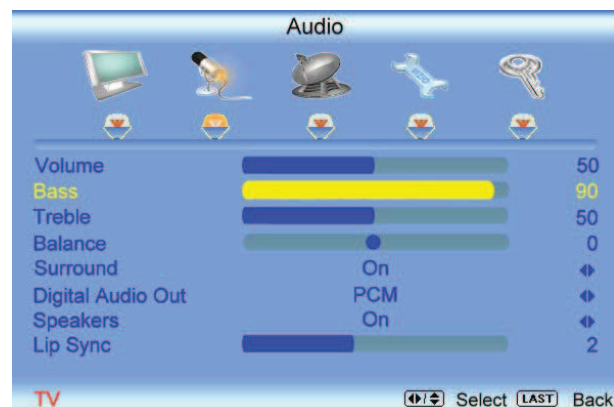 Audio
Volume 50
Bass 90
Treble 50
Balance 0
Surround On
Digital Audio Out PCM
Speakers On
Lip Sync 2
TV Select LAST Back